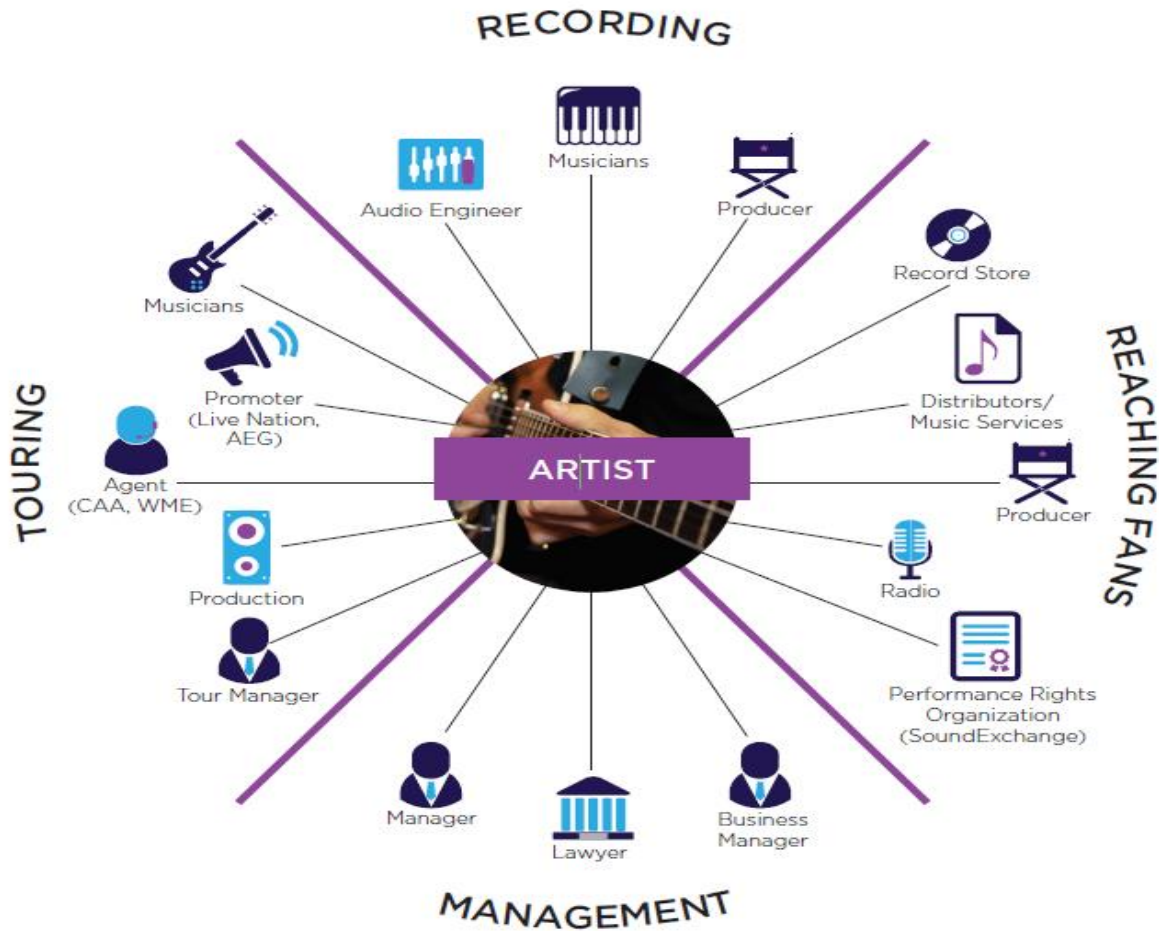 RECORDING
Musicians
Audio Engineer
Producer
Record Store
Musicians
Distributors/
Music Services
Promoter
(Live Nation,
AEG)
REACHING FANS
TOURING
ARTIST
Agent
(CAA, WME)
Producer
Production
Radio
Tour Manager
Performance Rights
Organization
(SoundExchange)
Manager
Lawyer
Business
Manager
MANAGEMENT